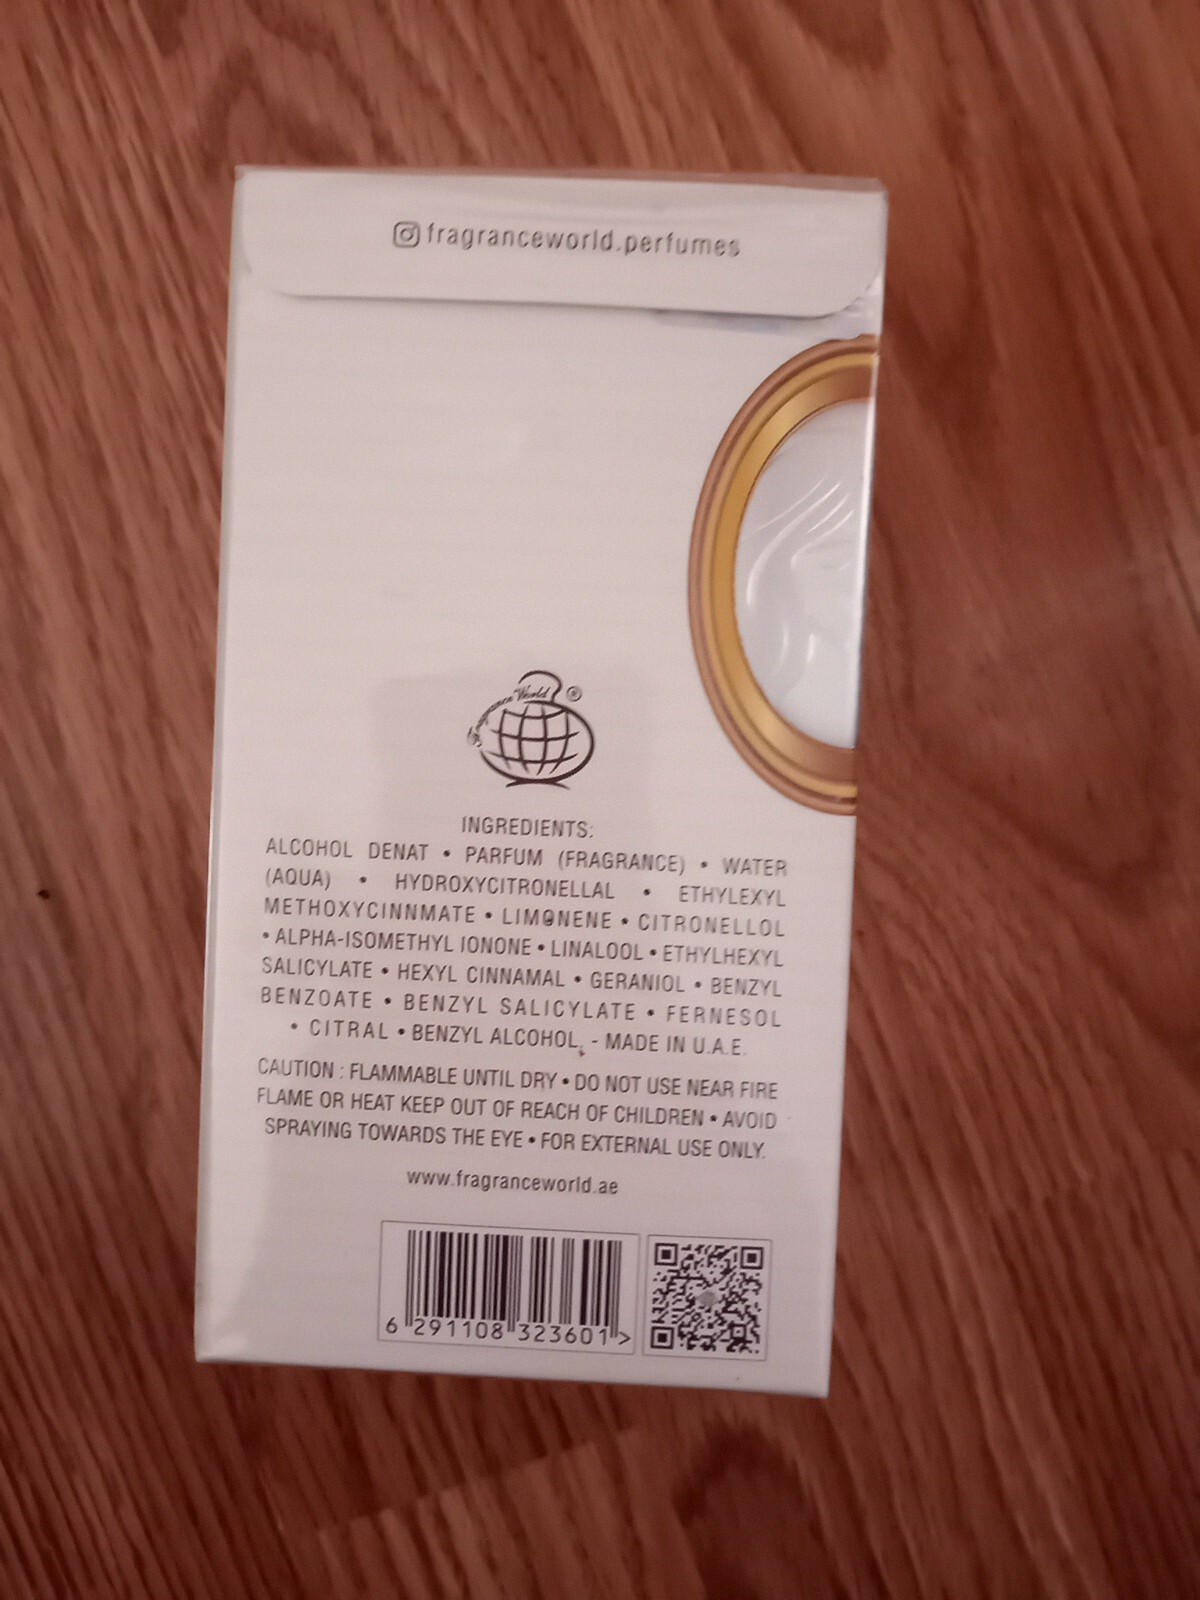 fragranceworld.perfumes
Fragrance World ®
INGREDIENTS:
ALCOHOL DENAT • PARFUM (FRAGRANCE) • WATER
(AQUA) • HYDROXYCITRONELLAL • ETHYLEXYL
METHOXYCINNMATE • LIMONENE • CITRONELLOL
• ALPHA-ISOMETHYL IONONE • LINALOOL • ETHYLHEXYL
SALICYLATE • HEXYL CINNAMAL • GERANIOL • BENZYL
BENZOATE • BENZYL SALICYLATE • FERNESOL
• CITRAL • BENZYL ALCOHOL, - MADE IN U.A.E.
CAUTION : FLAMMABLE UNTIL DRY • DO NOT USE NEAR FIRE
FLAME OR HEAT KEEP OUT OF REACH OF CHILDREN • AVOID
SPRAYING TOWARDS THE EYE • FOR EXTERNAL USE ONLY.
www.fragranceworld.ae
6 291108 323601 >